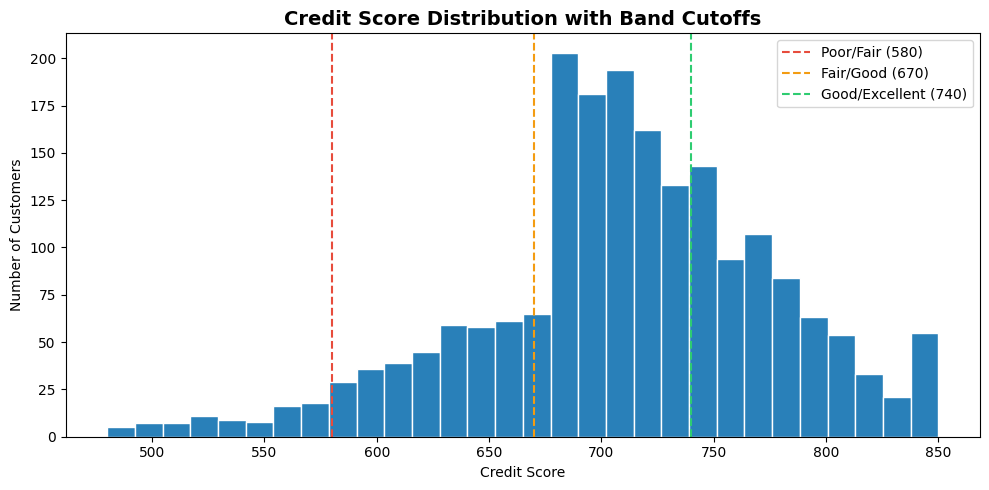 Credit Score Distribution with Band Cutoffs
Poor/Fair (580)
Fair/Good (670)
Good/Excellent (740)
Number of Customers
200
175
150
125
100
75
50
25
0
500
550
600
650
700
750
800
850
Credit Score